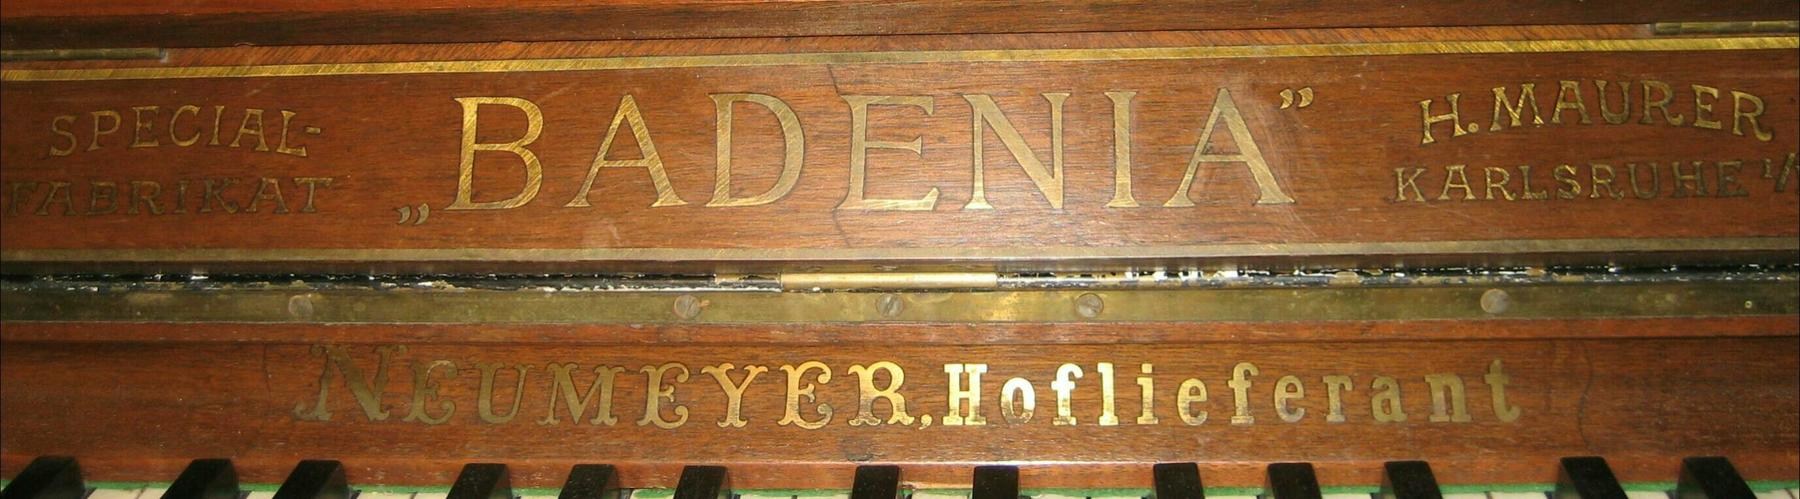 SPECIAL-
FABRIKAT
„BADENIA”
H. MAURER
KARLSRUHE
NEUMEYER, Hoflieferant